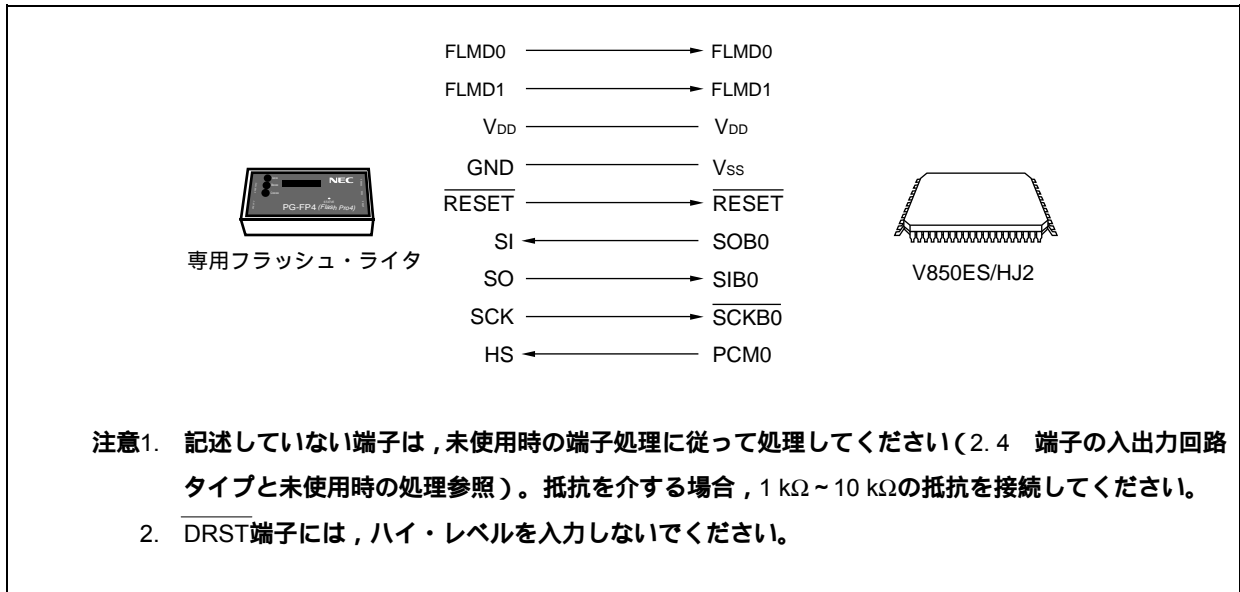 FLMD0 FLMD0
FLMD1 FLMD1
VDD VDD
GND VSS
RESET RESET
SI SOB0
SO SIB0
SCK SCKB0
HS PCM0
NEC
PG-FP4 (Flash Pro4)
専用フラッシュ・ライタ
V850ES/HJ2
注意1. 記述していない端子は,未使用時の端子処理に従って処理してください(2.4 端子の入出力回路
タイプと未使用時の処理参照)。抵抗を介する場合,1 kΩ~10 kΩの抵抗を接続してください。
2. DRST端子には,ハイ・レベルを入力しないでください。